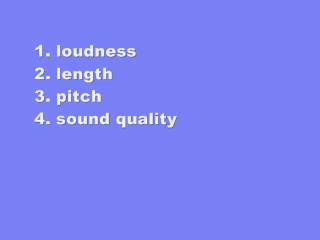 1. loudness
2. length
3. pitch
4. sound quality